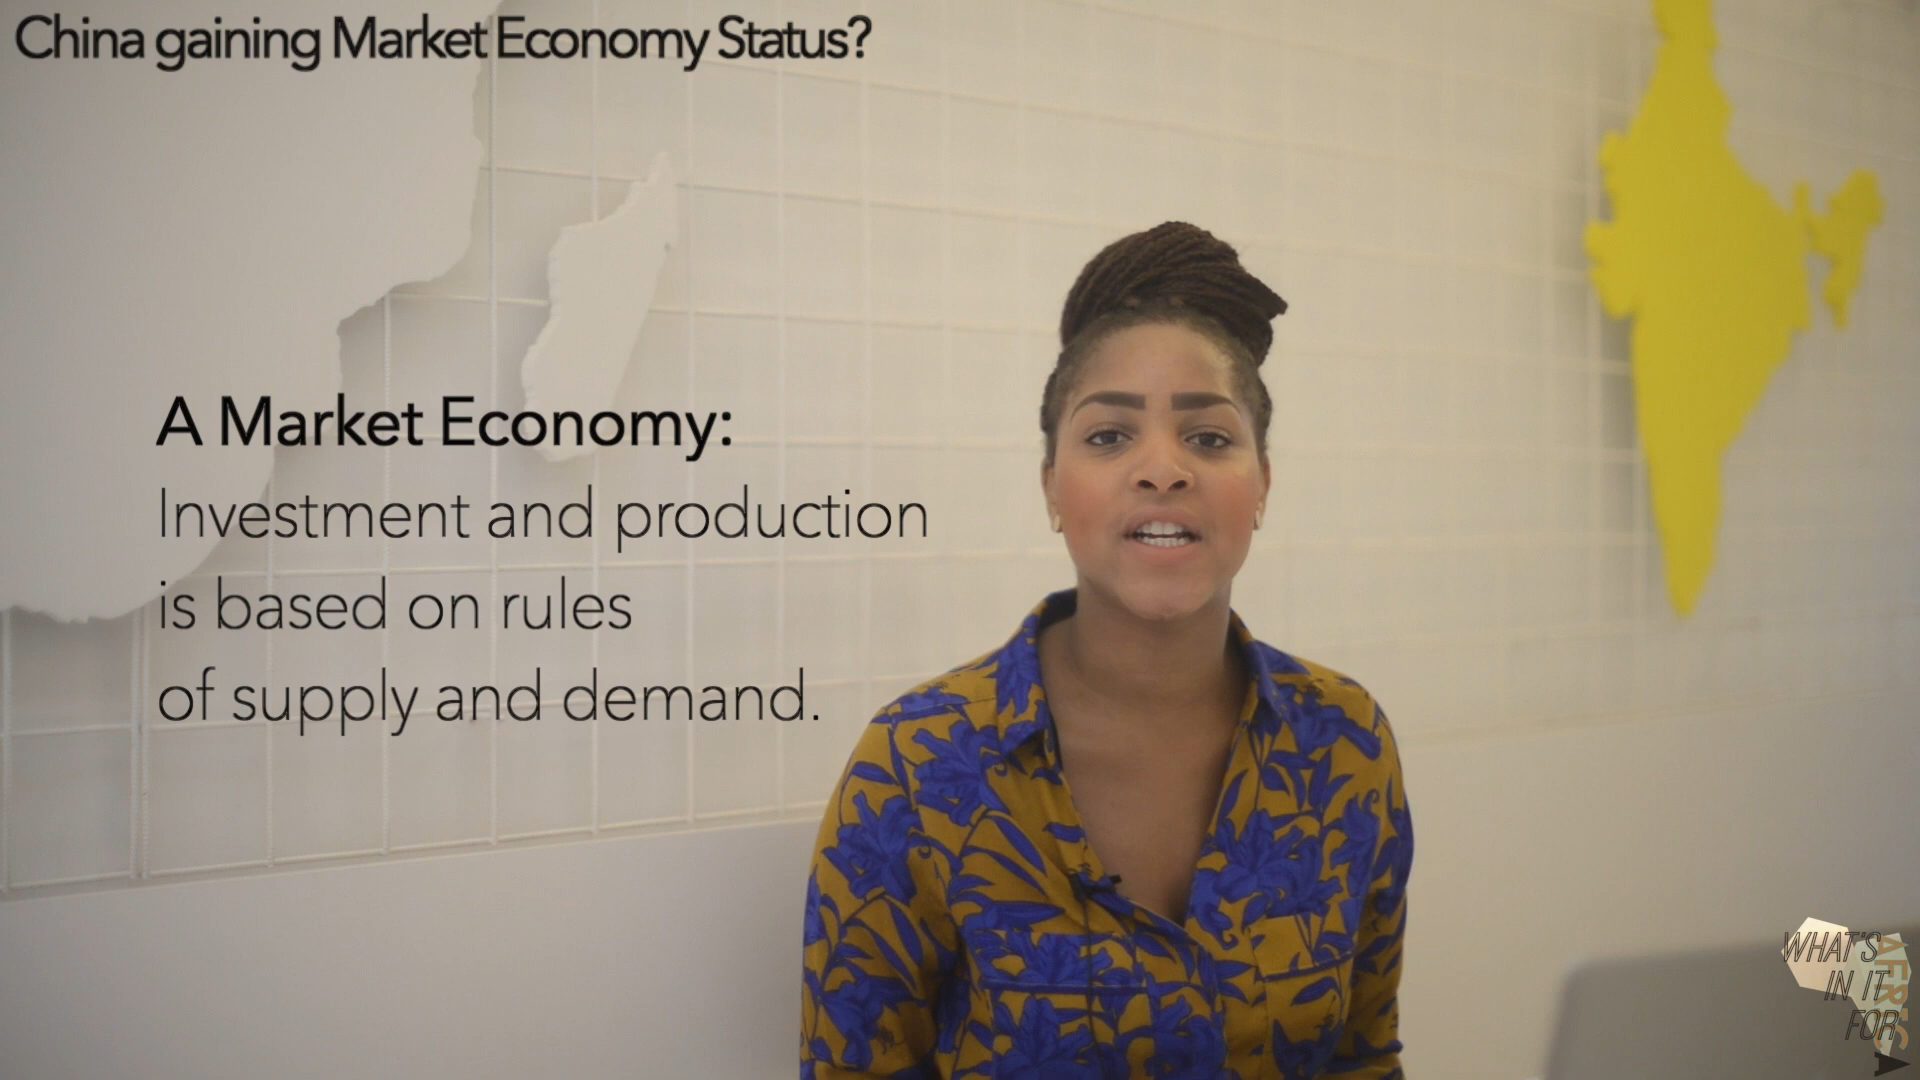 China gaining Market Economy Status?
A Market Economy:
Investment and production
is based on rules
of supply and demand.
WHAT'S
IN IT
FOR
AFRICA